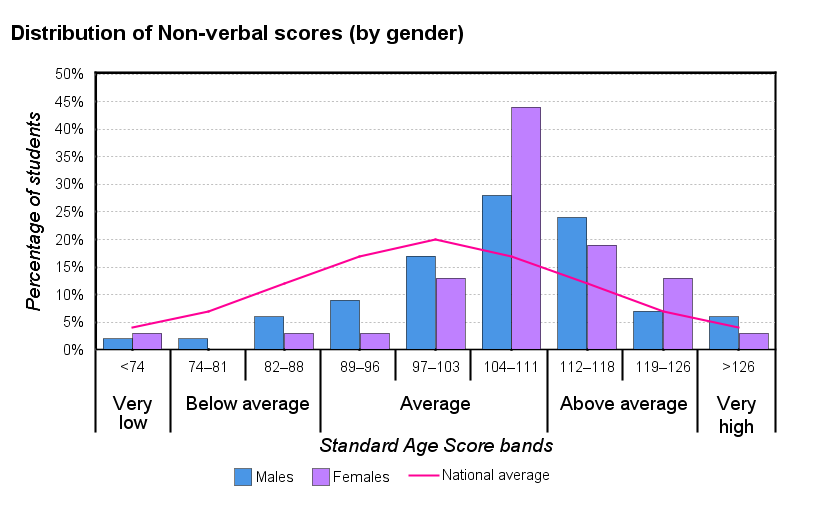 Distribution of Non-verbal scores (by gender)
50%
45%
40%
35%
30%
25%
20%
15%
10%
5%
0%
Percentage of students
<74 74–81 82–88 89–96 97–103 104–111 112–118 119–126 >126
Very low Below average Average Above average Very high
Standard Age Score bands
Males Females National average